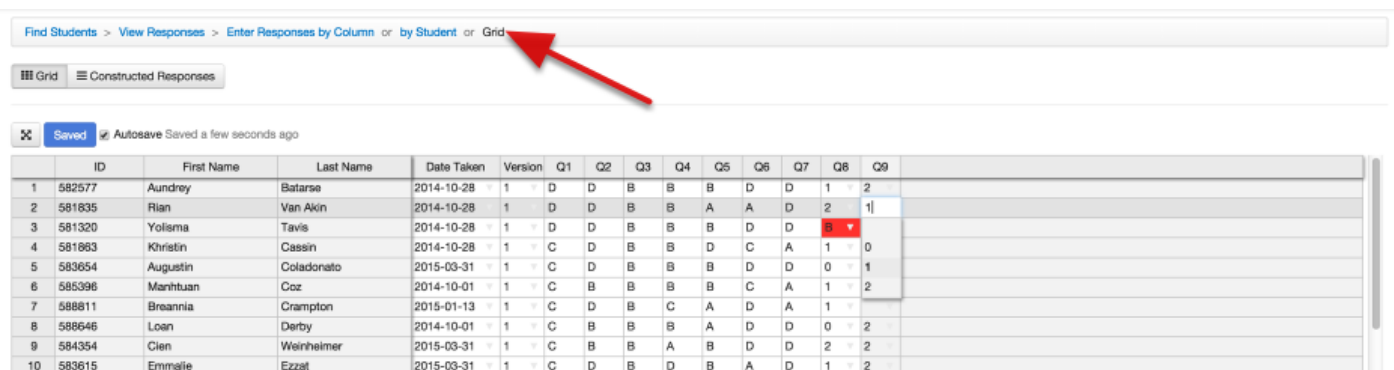 Find Students > View Responses > Enter Responses by Column or by Student or Grid
Grid Constructed Responses
Saved Autosave Saved a few seconds ago
ID First Name Last Name Date Taken Version Q1 Q2 Q3 Q4 Q5 Q6 Q7 Q8 Q9
1 582577 Aundrey Batarse 2014-10-28 1 D D B B B D D 1 2
2 581835 Rian Van Akin 2014-10-28 1 D D B B A A D 2 1
3 581320 Yolisma Tavis 2014-10-28 1 D D B B B D D B
4 581863 Khristin Cassin 2014-10-28 1 C D B B D C A 1 0
5 583654 Augustin Coladonato 2015-03-31 1 C D B B B D D 0 1
6 585396 Manhtuan Coz 2014-10-01 1 C B B B B C A 1 2
7 588811 Breannia Crampton 2015-01-13 1 C D B C A D A 1
8 588646 Loan Derby 2014-10-01 1 C B B B A D D 0 2
9 584354 Cien Weinheimer 2015-03-31 1 C B B A B D D 2 2
10 583615 Emmalie Ezzat 2015-03-31 1 C D B D B A D 1 2